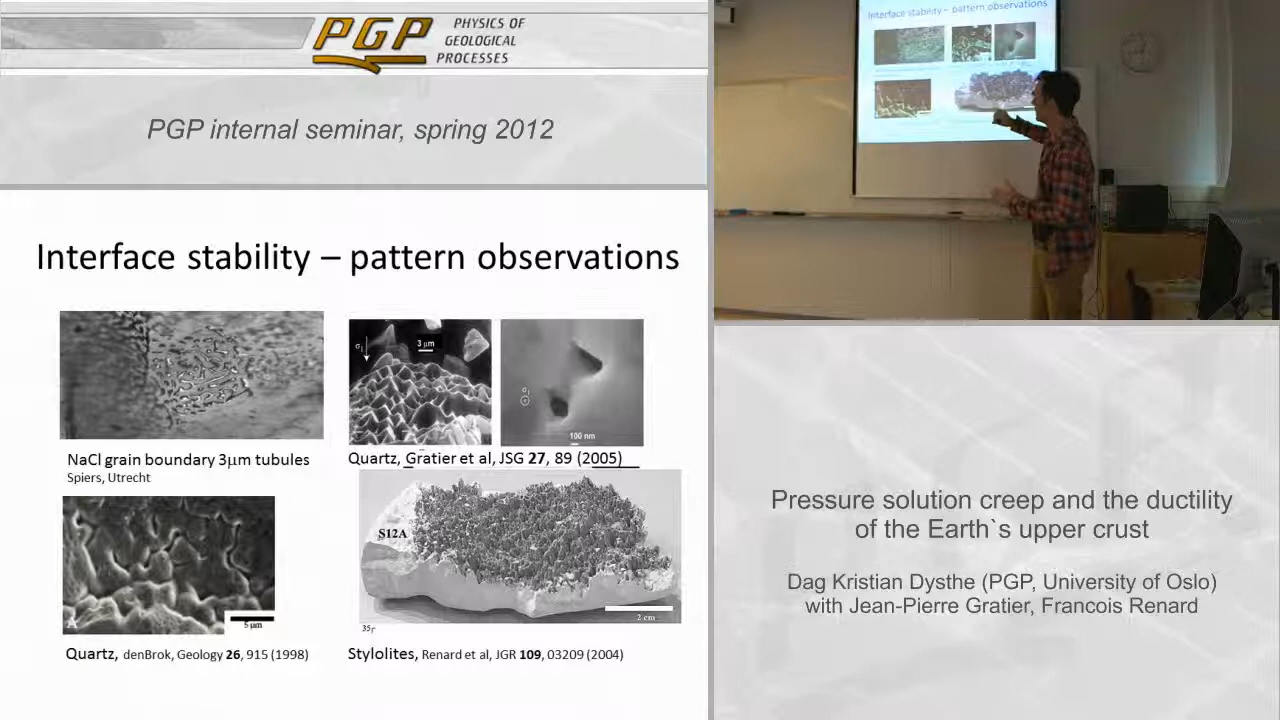 PGP
PHYSICS OF
GEOLOGICAL
PROCESSES
PGP internal seminar, spring 2012
Interface stability – pattern observations
σ1
3 μm
σ1
100 nm
NaCl grain boundary 3μm tubules
Spiers, Utrecht
Quartz, Gratier et al, JSG 27, 89 (2005)
A
5 μm
S12A
2 cm
35r
Quartz, denBrok, Geology 26, 915 (1998)
Stylolites, Renard et al, JGR 109, 03209 (2004)
Interface stability – pattern observations
Pressure solution creep and the ductility
of the Earth`s upper crust
Dag Kristian Dysthe (PGP, University of Oslo)
with Jean-Pierre Gratier, Francois Renard